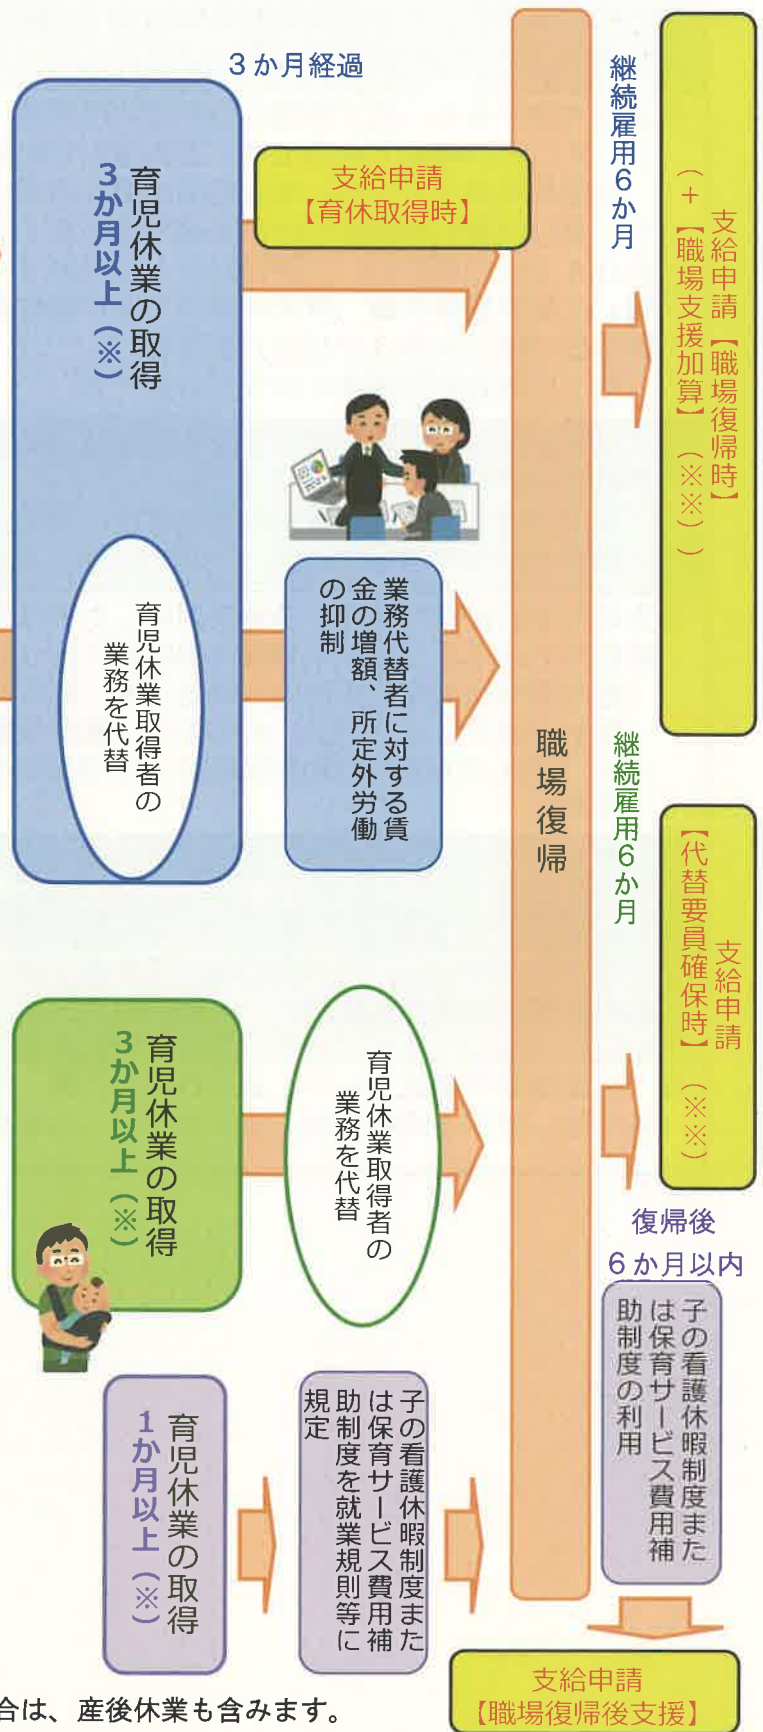 3か月経過
育児休業の取得
3か月以上（※）
支給申請
【育休取得時】
継続雇用6か月
支給申請【職場復帰時】
（+【職場支援加算】（※※））
育児休業取得者の
業務を代替
業務代替者に対する賃
金の増額、所定外労働
の抑制
職場復帰
継続雇用6か月
支給申請
【代替要員確保時】（※※）
育児休業の取得
3か月以上（※）
育児休業取得者の
業務を代替
復帰後
6か月以内
子の看護休暇制度また
は保育サービス費用補
助制度の利用
育児休業の取得
1か月以上（※）
子の看護休暇制度また
は保育サービス費用補
助制度を就業規則等に
規定
支給申請
【職場復帰後支援】
合は、産後休業も含みます。